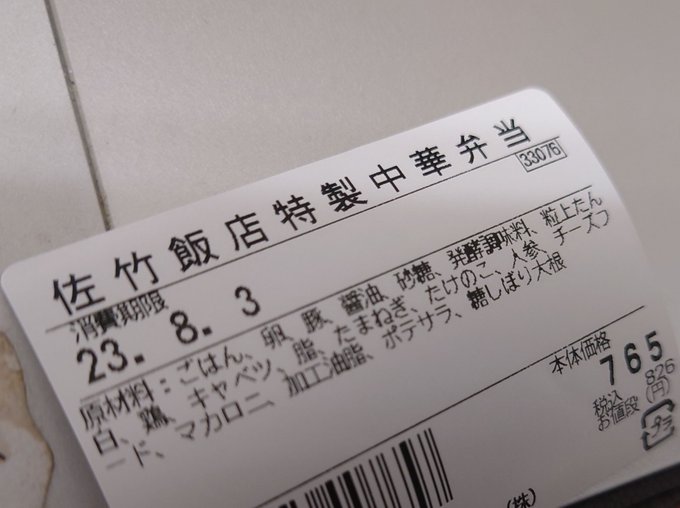 佐竹飯店特製中華弁当
33076
消費期限
23. 8. 3
原材料：ごはん、卵、豚、醤油、砂糖、発酵調味料、粒上たん
白、鶏、キャベツ、脂、たまねぎ、たけのこ、人参、チーズフ
ード、マカロニ、加工油脂、ポテサラ、糖しぼり大根
本体価格
765
税込 826
お値段 (円)
プラ
(株)